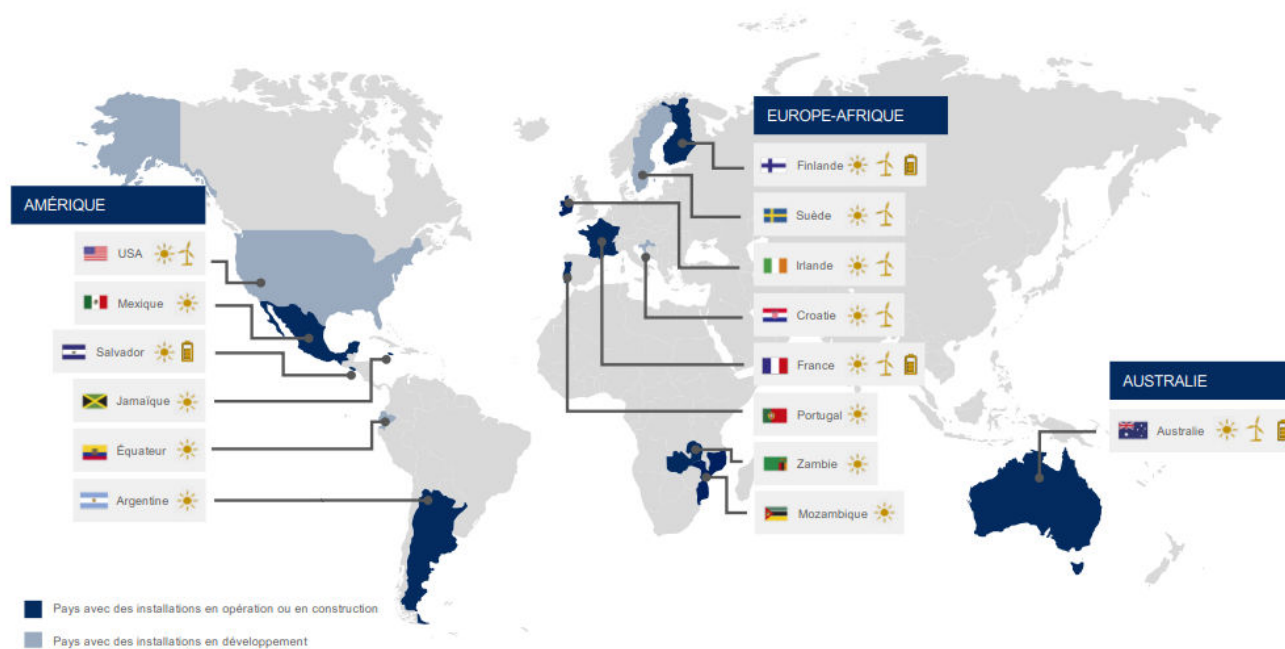 AMÉRIQUE
USA
Mexique
Salvador
Jamaïque
Équateur
Argentine
EUROPE-AFRIQUE
Finlande
Suède
Irlande
Croatie
France
Portugal
Zambie
Mozambique
AUSTRALIE
Australie
Pays avec des installations en opération ou en construction
Pays avec des installations en développement